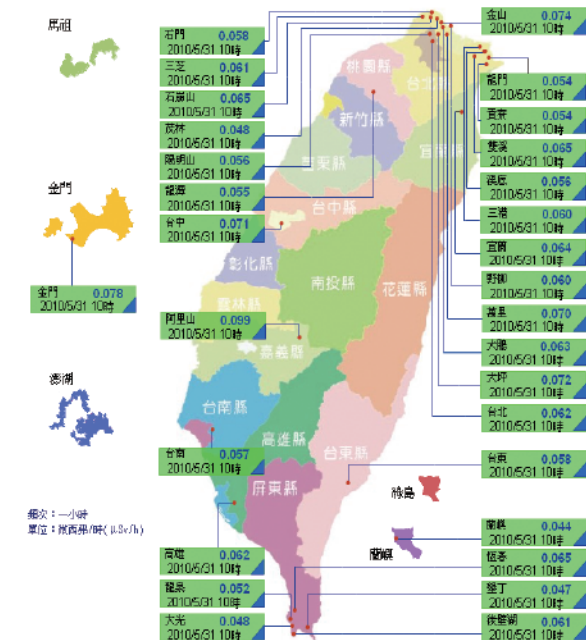 馬祖
金門
澎湖
石門 0.058
2010/5/31 10時
三芝 0.061
2010/5/31 10時
石崩山 0.065
2010/5/31 10時
茂林 0.048
2010/5/31 10時
陽明山 0.056
2010/5/31 10時
龍潭 0.055
2010/5/31 10時
台中 0.071
2010/5/31 10時
金門 0.078
2010/5/31 10時
阿里山 0.099
2010/5/31 10時
台南 0.057
2010/5/31 10時
高雄 0.062
2010/5/31 10時
龍泉 0.052
2010/5/31 10時
大光 0.048
2010/5/31 10時
頻次：一小時
單位：微西弗/時(μSv/h)
桃園縣
台北縣
新竹縣
宜蘭縣
苗栗縣
台中縣
彰化縣
南投縣
花蓮縣
雲林縣
嘉義縣
台南縣
高雄縣
台東縣
屏東縣
綠島
蘭嶼
金山 0.074
2010/5/31 10時
龍門 0.054
2010/5/31 10時
貢寮 0.054
2010/5/31 10時
雙溪 0.065
2010/5/31 10時
澳底 0.056
2010/5/31 10時
三港 0.060
2010/5/31 10時
宜蘭 0.064
2010/5/31 10時
野柳 0.060
2010/5/31 10時
萬里 0.070
2010/5/31 10時
大鵬 0.063
2010/5/31 10時
大坪 0.072
2010/5/31 10時
台北 0.062
2010/5/31 10時
台東 0.058
2010/5/31 10時
蘭嶼 0.044
2010/5/31 10時
恆春 0.065
2010/5/31 10時
墾丁 0.047
2010/5/31 10時
後壁湖 0.061
2010/5/31 10時